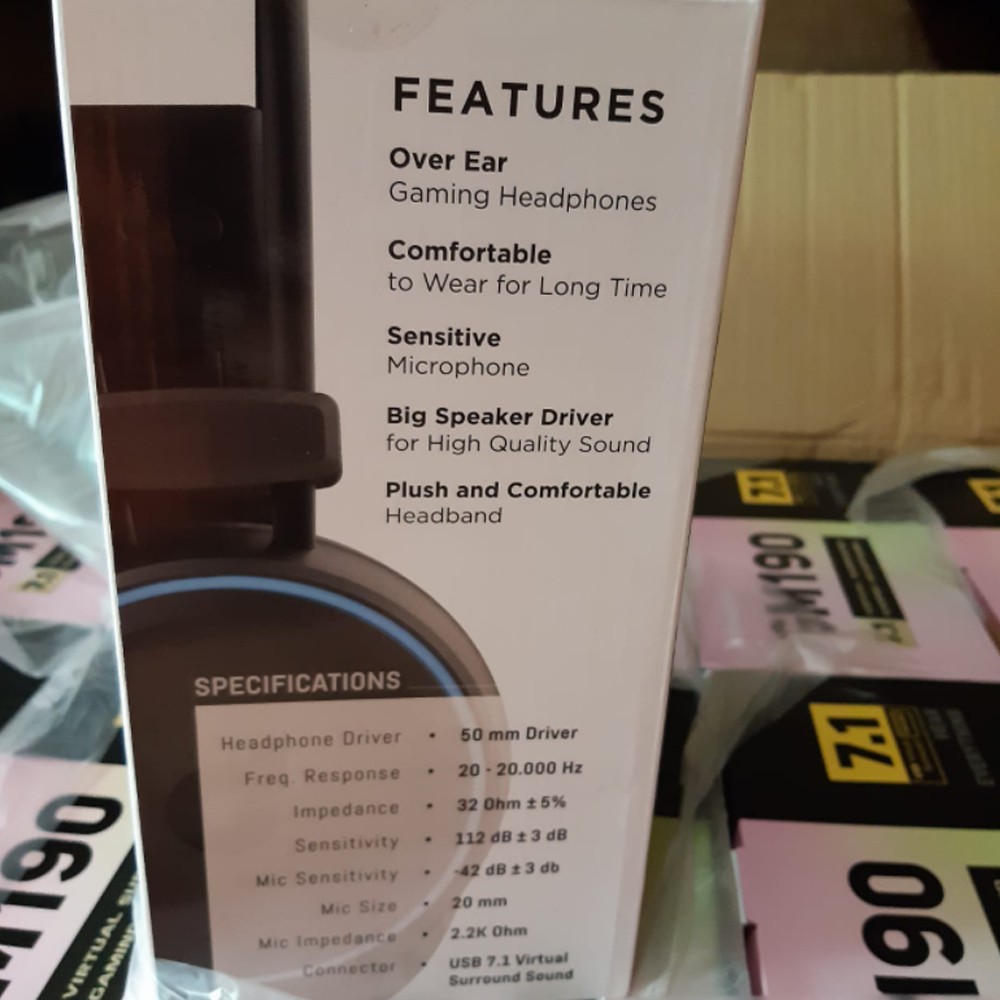 FEATURES
Over Ear
Gaming Headphones
Comfortable
to Wear for Long Time
Sensitive
Microphone
Big Speaker Driver
for High Quality Sound
Plush and Comfortable
Headband
SPECIFICATIONS
Headphone Driver • 50 mm Driver
Freq. Response • 20 - 20.000 Hz
Impedance • 32 Ohm ± 5%
Sensitivity • 112 dB ± 3 dB
Mic Sensitivity • -42 dB ± 3 db
Mic Size • 20 mm
Mic Impedance • 2.2K Ohm
Connector • USB 7.1 Virtual
Surround Sound
7.1
M190
7.1
190
M190
VIRTUAL
GAMING